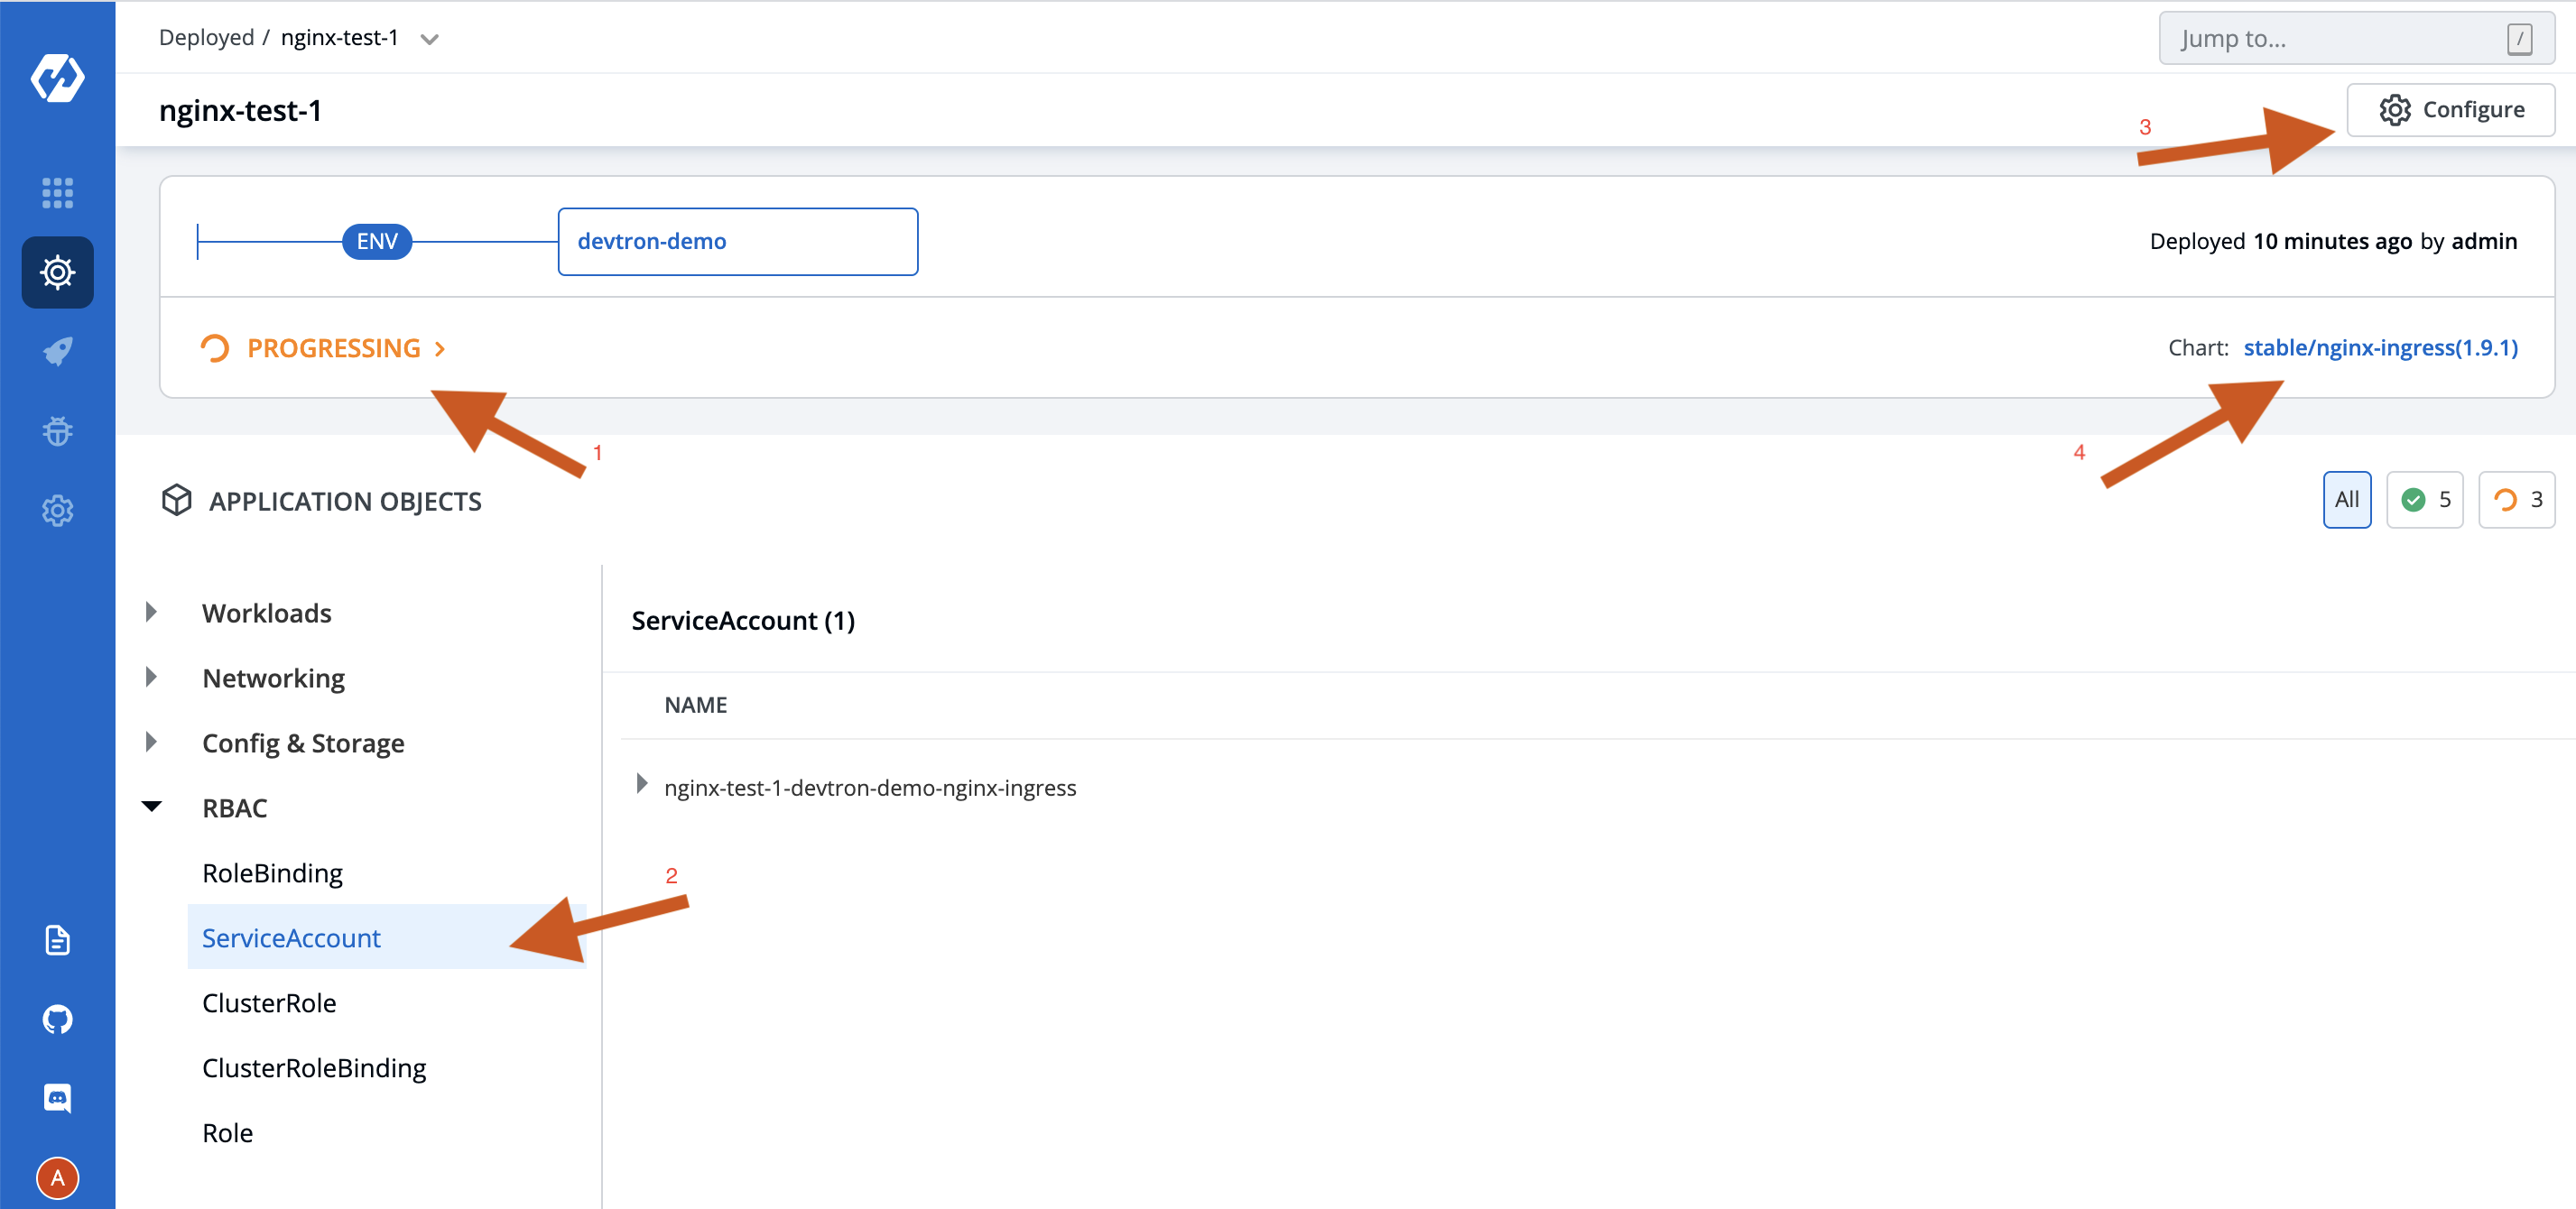 Deployed / nginx-test-1
Jump to...
/
nginx-test-1
Configure
3
ENV
devtron-demo
Deployed 10 minutes ago by admin
PROGRESSING
Chart: stable/nginx-ingress(1.9.1)
1
4
APPLICATION OBJECTS
All
5
3
Workloads
Networking
Config & Storage
RBAC
RoleBinding
ServiceAccount
ClusterRole
ClusterRoleBinding
Role
ServiceAccount (1)
NAME
nginx-test-1-devtron-demo-nginx-ingress
2
A